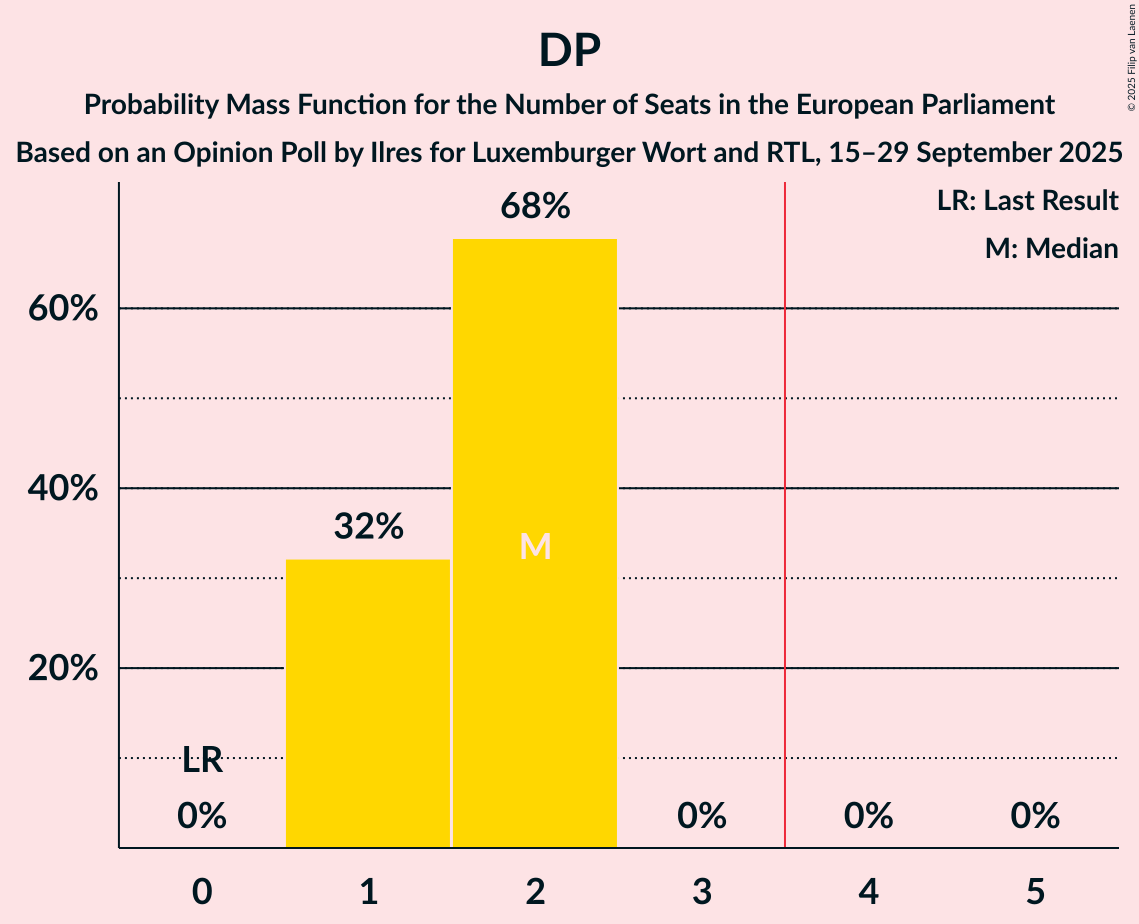 DP
Probability Mass Function for the Number of Seats in the European Parliament
Based on an Opinion Poll by Ilres for Luxemburger Wort and RTL, 15–29 September 2025
© 2025 Filip van Laenen
LR: Last Result
M: Median
68%
60%
40%
32%
M
20%
LR
0%
0%
0%
0%
0 1 2 3 4 5